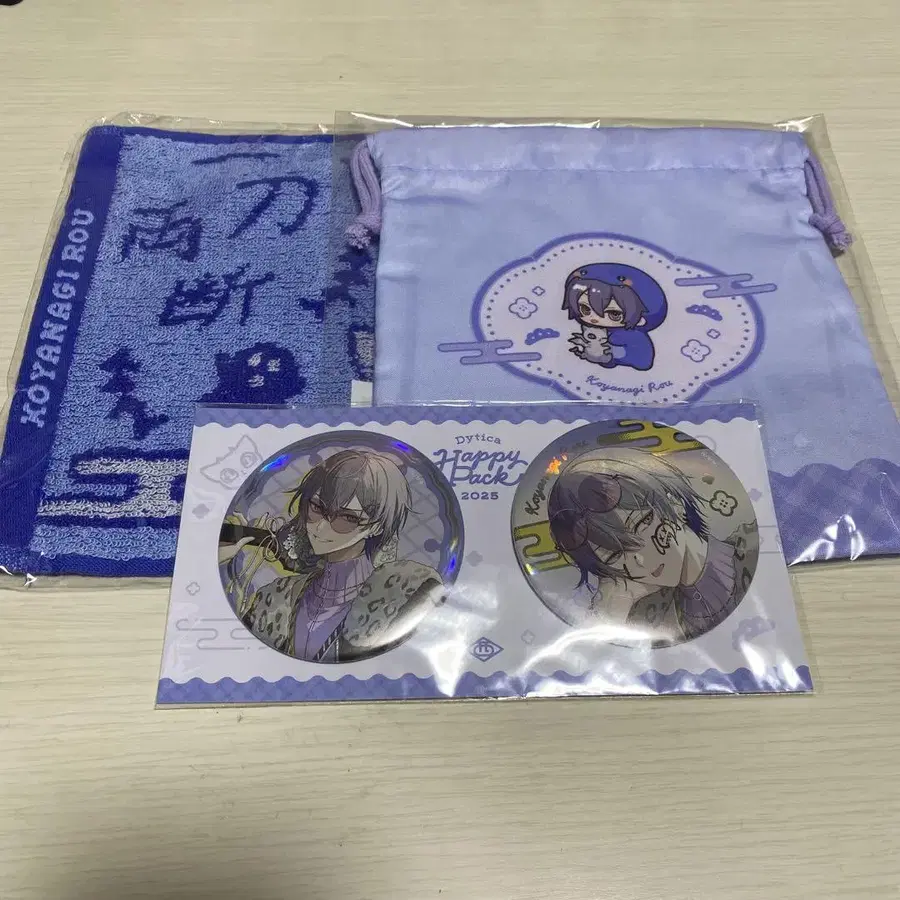 KOYANAGI ROU
一刀
両
断
Koyanagi Rou
Dytica
Happy
Pack
2025